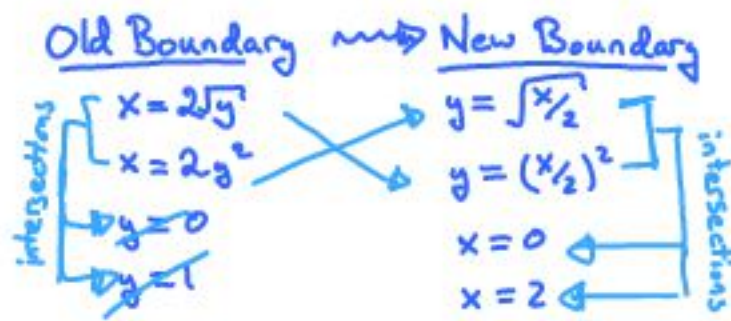 Old Boundary ⇝ New Boundary
x = 2√y
y = √(x/2)
x = 2y²
y = (x/2)²
y = 0
x = 0
y = 1
x = 2
intersections
intersections